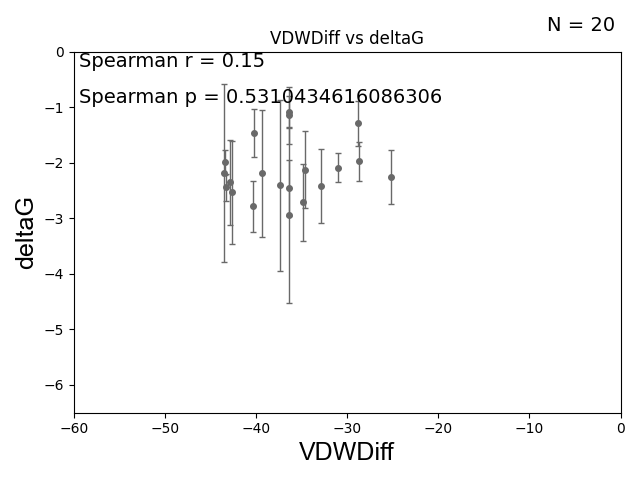 N = 20
VDWDiff vs deltaG
Spearman r = 0.15
Spearman p = 0.5310434616086306
0
−1
−2
−3
−4
−5
−6
deltaG
−60 −50 −40 −30 −20 −10 0
VDWDiff